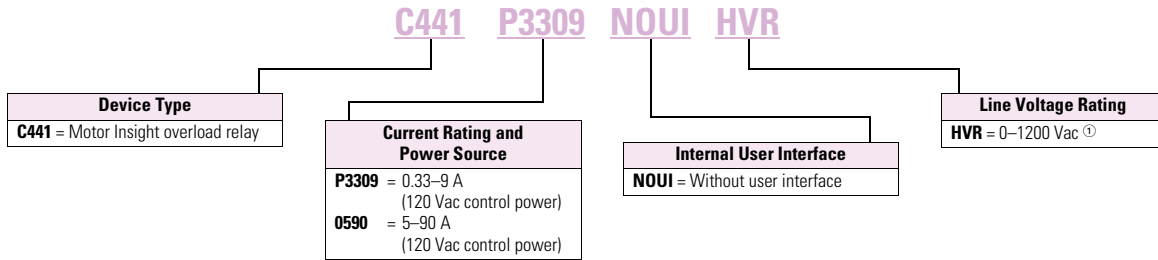 C441 P3309 NOUI HVR
Device Type
C441 = Motor Insight overload relay
Current Rating and
Power Source
P3309 = 0.33–9 A
(120 Vac control power)
0590 = 5–90 A
(120 Vac control power)
Internal User Interface
NOUI = Without user interface
Line Voltage Rating
HVR = 0–1200 Vac ①